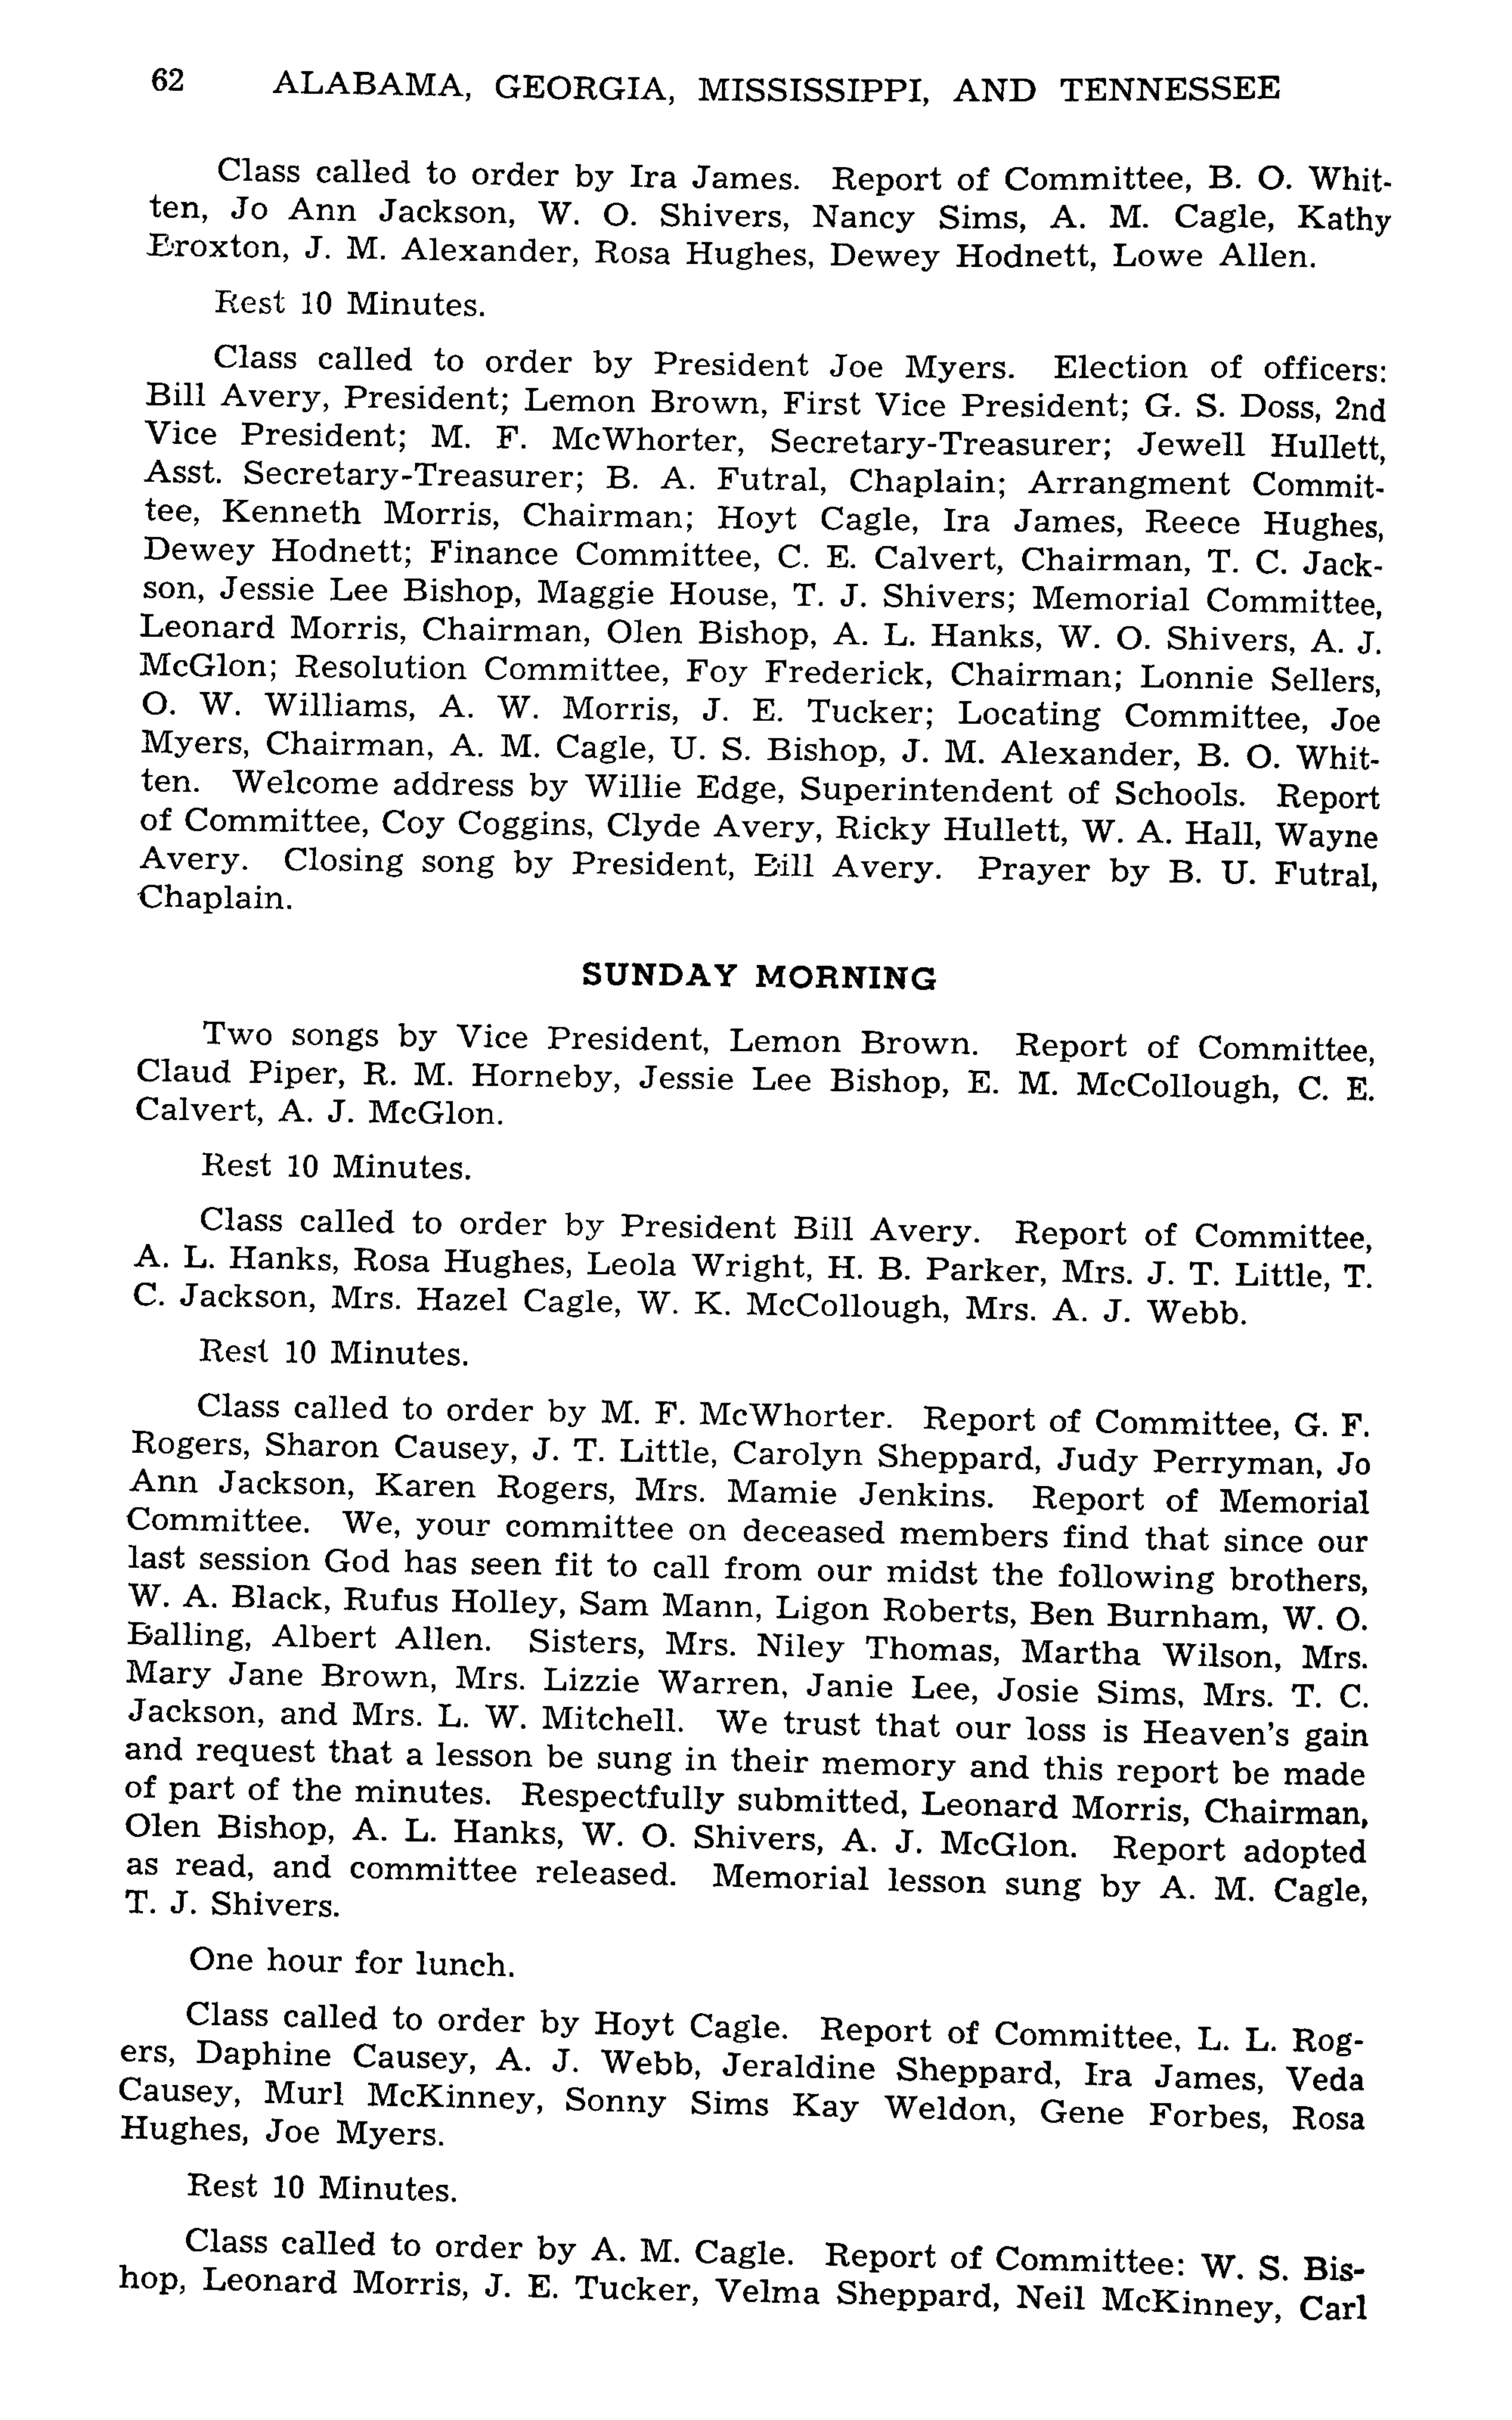 62 ALABAMA, GEORGIA, MISSISSIPPI, AND TENNESSEE
Class called to order by Ira James. Report of Committee, B. O. Whit-
ten, Jo Ann Jackson, W. O. Shivers, Nancy Sims, A. M. Cagle, Kathy
Broxton, J. M. Alexander, Rosa Hughes, Dewey Hodnett, Lowe Allen.
Rest 10 Minutes.
Class called to order by President Joe Myers. Election of officers:
Bill Avery, President; Lemon Brown, First Vice President; G. S. Doss, 2nd
Vice President; M. F. McWhorter, Secretary-Treasurer; Jewell Hullett,
Asst. Secretary-Treasurer; B. A. Futral, Chaplain; Arrangment Commit-
tee, Kenneth Morris, Chairman; Hoyt Cagle, Ira James, Reece Hughes,
Dewey Hodnett; Finance Committee, C. E. Calvert, Chairman, T. C. Jack-
son, Jessie Lee Bishop, Maggie House, T. J. Shivers; Memorial Committee,
Leonard Morris, Chairman, Olen Bishop, A. L. Hanks, W. O. Shivers, A. J.
McGlon; Resolution Committee, Foy Frederick, Chairman; Lonnie Sellers,
O. W. Williams, A. W. Morris, J. E. Tucker; Locating Committee, Joe
Myers, Chairman, A. M. Cagle, U. S. Bishop, J. M. Alexander, B. O. Whit-
ten. Welcome address by Willie Edge, Superintendent of Schools. Report
of Committee, Coy Coggins, Clyde Avery, Ricky Hullett, W. A. Hall, Wayne
Avery. Closing song by President, Bill Avery. Prayer by B. U. Futral,
Chaplain.
SUNDAY MORNING
Two songs by Vice President, Lemon Brown. Report of Committee,
Claud Piper, R. M. Horneby, Jessie Lee Bishop, E. M. McCollough, C. E.
Calvert, A. J. McGlon.
Rest 10 Minutes.
Class called to order by President Bill Avery. Report of Committee,
A. L. Hanks, Rosa Hughes, Leola Wright, H. B. Parker, Mrs. J. T. Little, T.
C. Jackson, Mrs. Hazel Cagle, W. K. McCollough, Mrs. A. J. Webb.
Rest 10 Minutes.
Class called to order by M. F. McWhorter. Report of Committee, G. F.
Rogers, Sharon Causey, J. T. Little, Carolyn Sheppard, Judy Perryman, Jo
Ann Jackson, Karen Rogers, Mrs. Mamie Jenkins. Report of Memorial
Committee. We, your committee on deceased members find that since our
last session God has seen fit to call from our midst the following brothers,
W. A. Black, Rufus Holley, Sam Mann, Ligon Roberts, Ben Burnham, W. O.
Balling, Albert Allen. Sisters, Mrs. Niley Thomas, Martha Wilson, Mrs.
Mary Jane Brown, Mrs. Lizzie Warren, Janie Lee, Josie Sims, Mrs. T. C.
Jackson, and Mrs. L. W. Mitchell. We trust that our loss is Heaven's gain
and request that a lesson be sung in their memory and this report be made
of part of the minutes. Respectfully submitted, Leonard Morris, Chairman,
Olen Bishop, A. L. Hanks, W. O. Shivers, A. J. McGlon. Report adopted
as read, and committee released. Memorial lesson sung by A. M. Cagle,
T. J. Shivers.
One hour for lunch.
Class called to order by Hoyt Cagle. Report of Committee, L. L. Rog-
ers, Daphine Causey, A. J. Webb, Jeraldine Sheppard, Ira James, Veda
Causey, Murl McKinney, Sonny Sims Kay Weldon, Gene Forbes, Rosa
Hughes, Joe Myers.
Rest 10 Minutes.
Class called to order by A. M. Cagle. Report of Committee: W. S. Bis-
hop, Leonard Morris, J. E. Tucker, Velma Sheppard, Neil McKinney, Carl